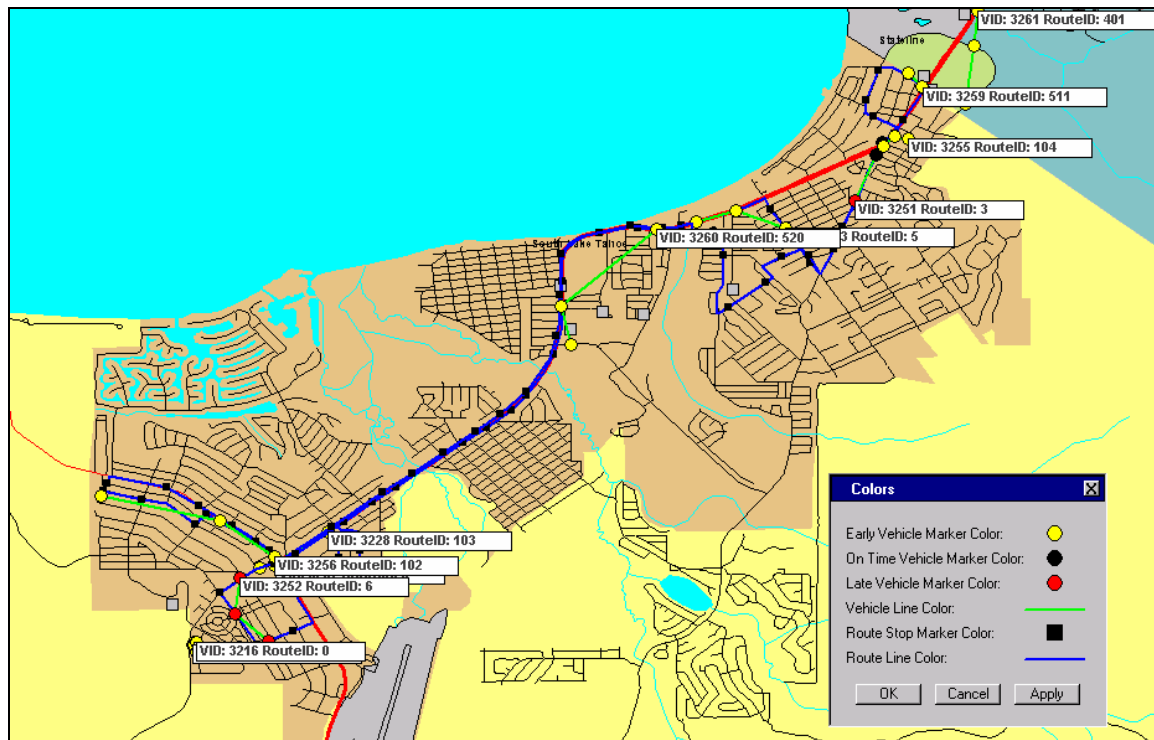 VID: 3261 RouteID: 401
Stateline
VID: 3259 RouteID: 511
VID: 3255 RouteID: 104
VID: 3251 RouteID: 3
South Lake Tahoe
VID: 3260 RouteID: 520
3 RouteID: 5
VID: 3228 RouteID: 103
VID: 3256 RouteID: 102
VID: 3252 RouteID: 6
VID: 3216 RouteID: 0
Colors
Early Vehicle Marker Color:
On Time Vehicle Marker Color:
Late Vehicle Marker Color:
Vehicle Line Color:
Route Stop Marker Color:
Route Line Color:
OK
Cancel
Apply